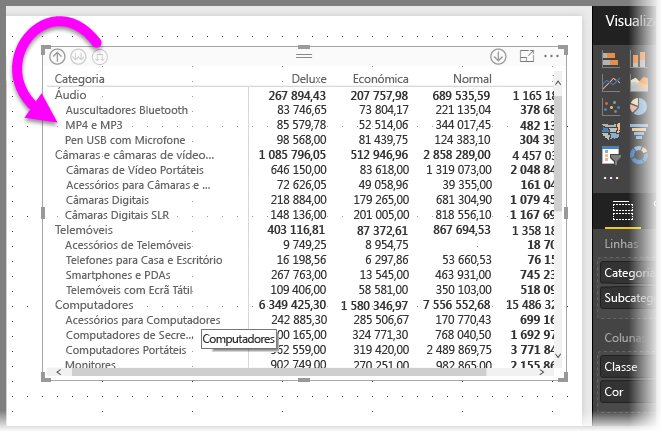 Visualiza
Categoria Deluxe Económica Normal
Áudio 267 894,43 207 757,98 689 535,59 1 165 18
Auscultadores Bluetooth 83 746,65 73 804,17 221 135,04 378 68
MP4 e MP3 85 579,78 52 514,06 344 017,45 482 13
Pen USB com Microfone 98 568,00 81 439,75 124 383,10 304 39
Câmaras e câmaras de vídeo... 1 085 796,05 512 946,96 2 858 289,00 4 457 03
Câmaras de Vídeo Portáteis 646 150,00 83 618,00 1 319 073,00 2 048 84
Acessórios para Câmaras e ... 72 626,05 49 058,96 39 355,00 161 04
Câmaras Digitais 218 884,00 179 265,00 681 304,90 1 079 45
Câmaras Digitais SLR 148 136,00 201 005,00 818 556,10 1 167 69
Telemóveis 403 116,81 87 372,61 867 694,53 1 358 18
Acessórios de Telemóveis 9 749,25 8 954,75 18 70
Telefones para Casa e Escritório 16 198,56 6 297,86 53 660,53 76 15
Smartphones e PDAs 267 763,00 13 545,00 463 931,00 745 23
Telemóveis com Ecrã Tátil 109 406,00 58 581,00 350 103,00 518 09
Computadores 6 349 425,30 1 580 346,97 7 556 552,68 15 486 32
Acessórios para Computadores 242 885,30 285 506,67 170 770,43 699 16
Computadores de Secre... 00 165,00 324 771,30 768 040,50 1 692 97
Computadores
Computadores Portáteis 62 559,00 319 420,00 2 489 869,75 3 771 84
Monitores 902 749,00 270 251,00 982 865,00 2 155 86
Linhas
Categoria
Subcateg
Coluna
Classe
Cor